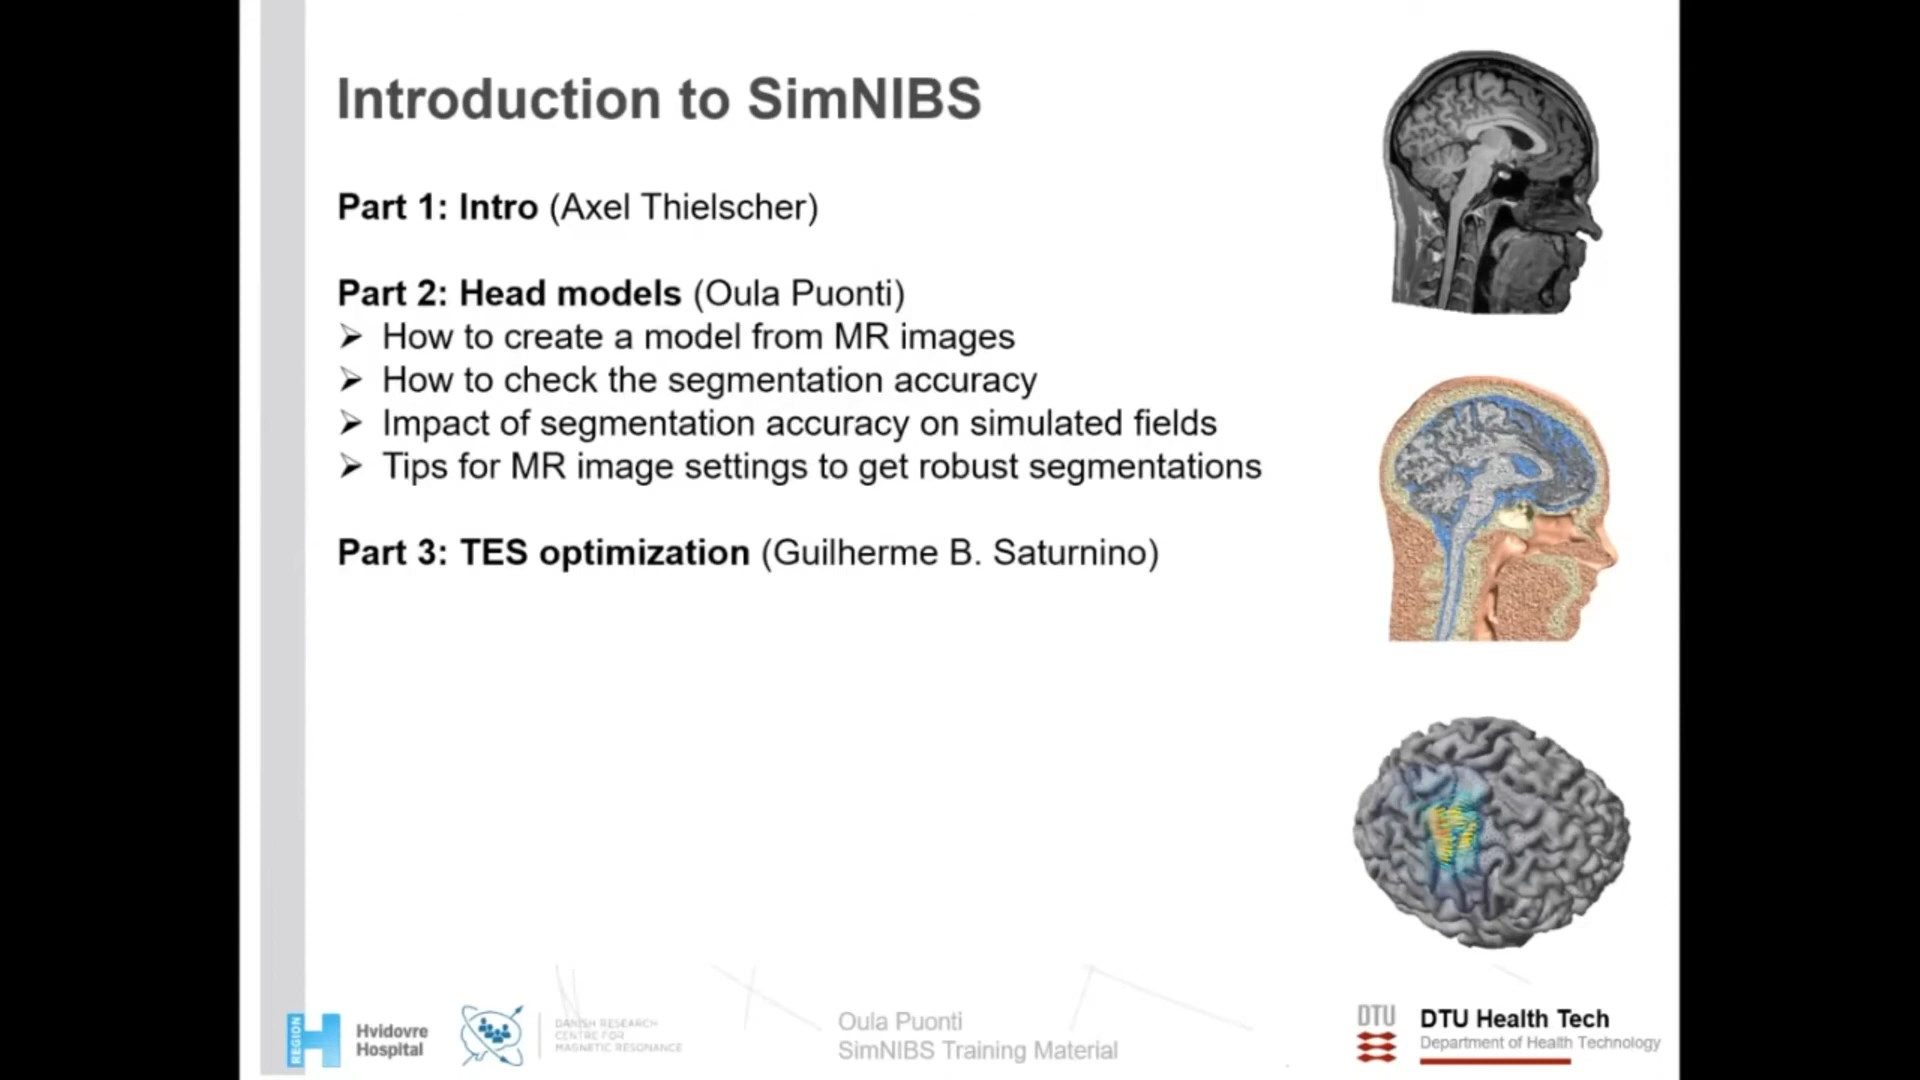 Introduction to SimNIBS
Part 1: Intro (Axel Thielscher)
Part 2: Head models (Oula Puonti)
➢ How to create a model from MR images
➢ How to check the segmentation accuracy
➢ Impact of segmentation accuracy on simulated fields
➢ Tips for MR image settings to get robust segmentations
Part 3: TES optimization (Guilherme B. Saturnino)
REGION H
Hvidovre
Hospital
DANISH RESEARCH
CENTRE FOR
MAGNETIC RESONANCE
Oula Puonti
SimNIBS Training Material
DTU
DTU Health Tech
Department of Health Technology